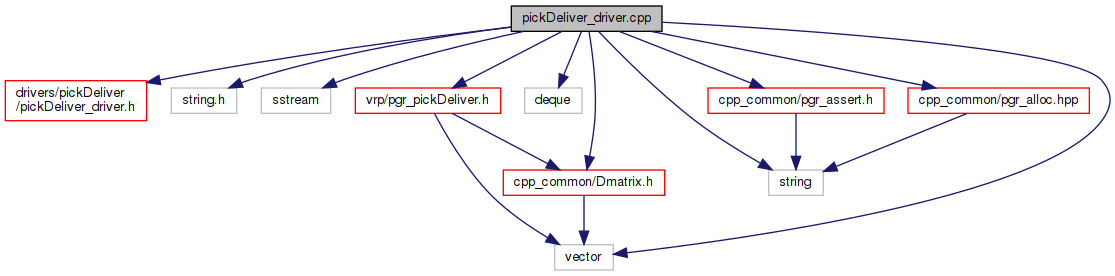 pickDeliver_driver.cpp
drivers/pickDeliver
/pickDeliver_driver.h
string.h
sstream
vrp/pgr_pickDeliver.h
deque
cpp_common/pgr_assert.h
cpp_common/pgr_alloc.hpp
cpp_common/Dmatrix.h
string
vector